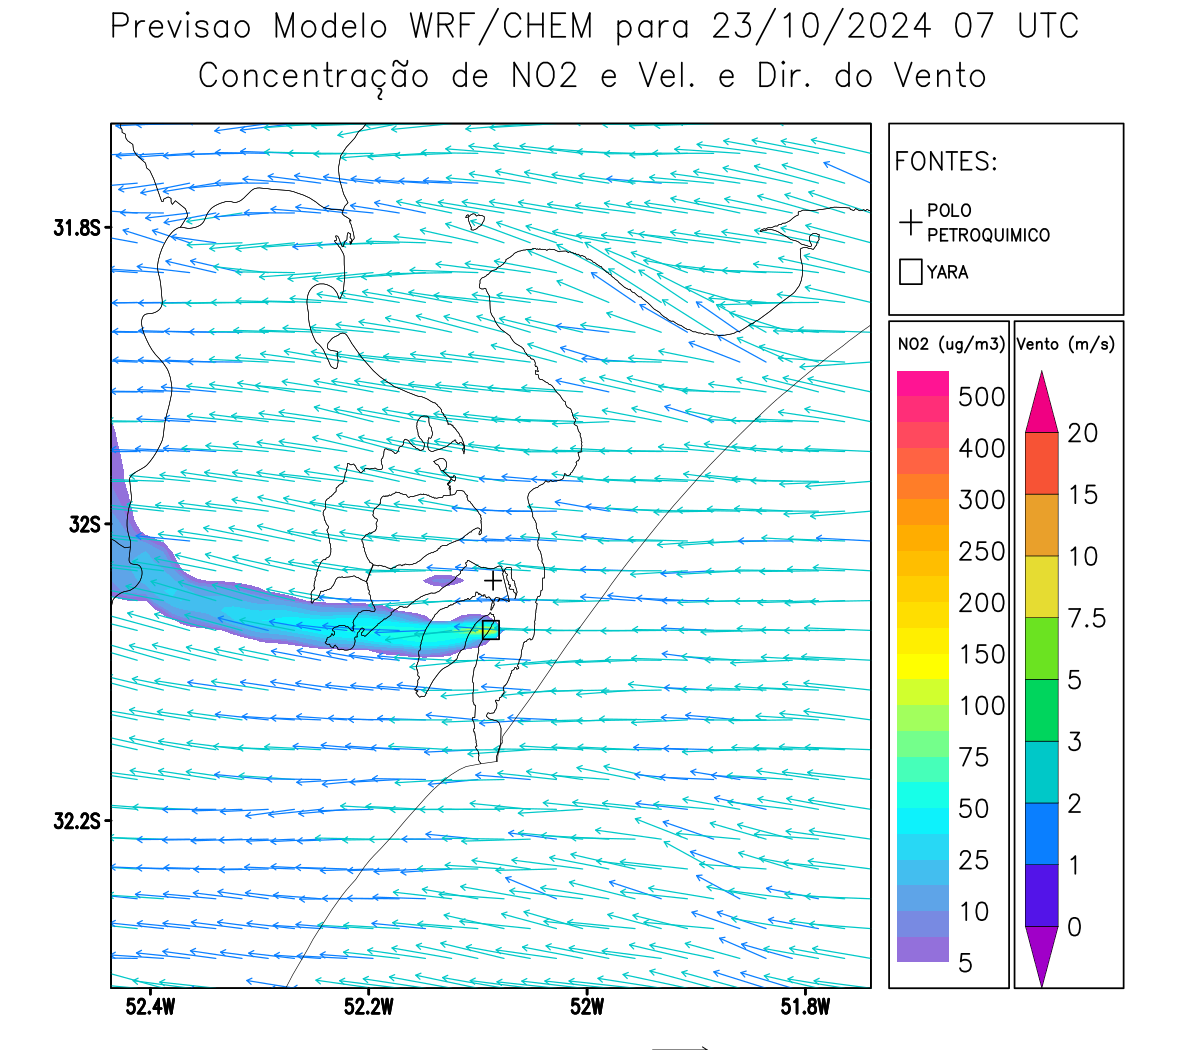 Previsao Modelo WRF/CHEM para 23/10/2024 07 UTC
Concentração de NO2 e Vel. e Dir. do Vento
FONTES:
POLO
PETROQUIMICO
YARA
NO2 (ug/m3)
500
400
300
250
200
150
100
75
50
25
10
5
Vento (m/s)
20
15
10
7.5
5
3
2
1
0
31.8S
32S
32.2S
52.4W
52.2W
52W
51.8W